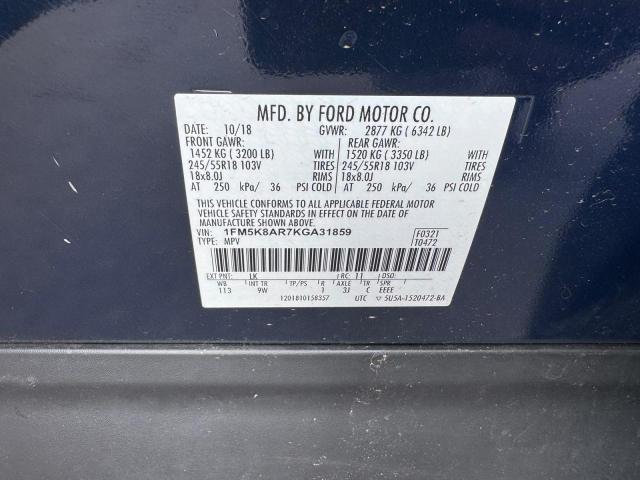 MFD. BY FORD MOTOR CO.
DATE: 10/18 GVWR: 2877 KG ( 6342 LB)
FRONT GAWR: REAR GAWR:
1452 KG ( 3200 LB) WITH 1520 KG ( 3350 LB) WITH
245/55R18 103V TIRES 245/55R18 103V TIRES
18x8.0J RIMS 18x8.0J RIMS
AT 250 kPa/ 36 PSI COLD AT 250 kPa/ 36 PSI COLD
THIS VEHICLE CONFORMS TO ALL APPLICABLE FEDERAL MOTOR
VEHICLE SAFETY STANDARDS IN EFFECT ON THE DATE OF
MANUFACTURE SHOWN ABOVE.
VIN: 1FM5K8AR7KGA31859 F0321
TYPE: MPV T0472
EXT PNT: LK RC: 11 DSO:
WB INT TR TP/PS R AXLE TR SPR
113 9W 1 3J C EEEE
1201810158357 UTC 5U5A-1520472-BA